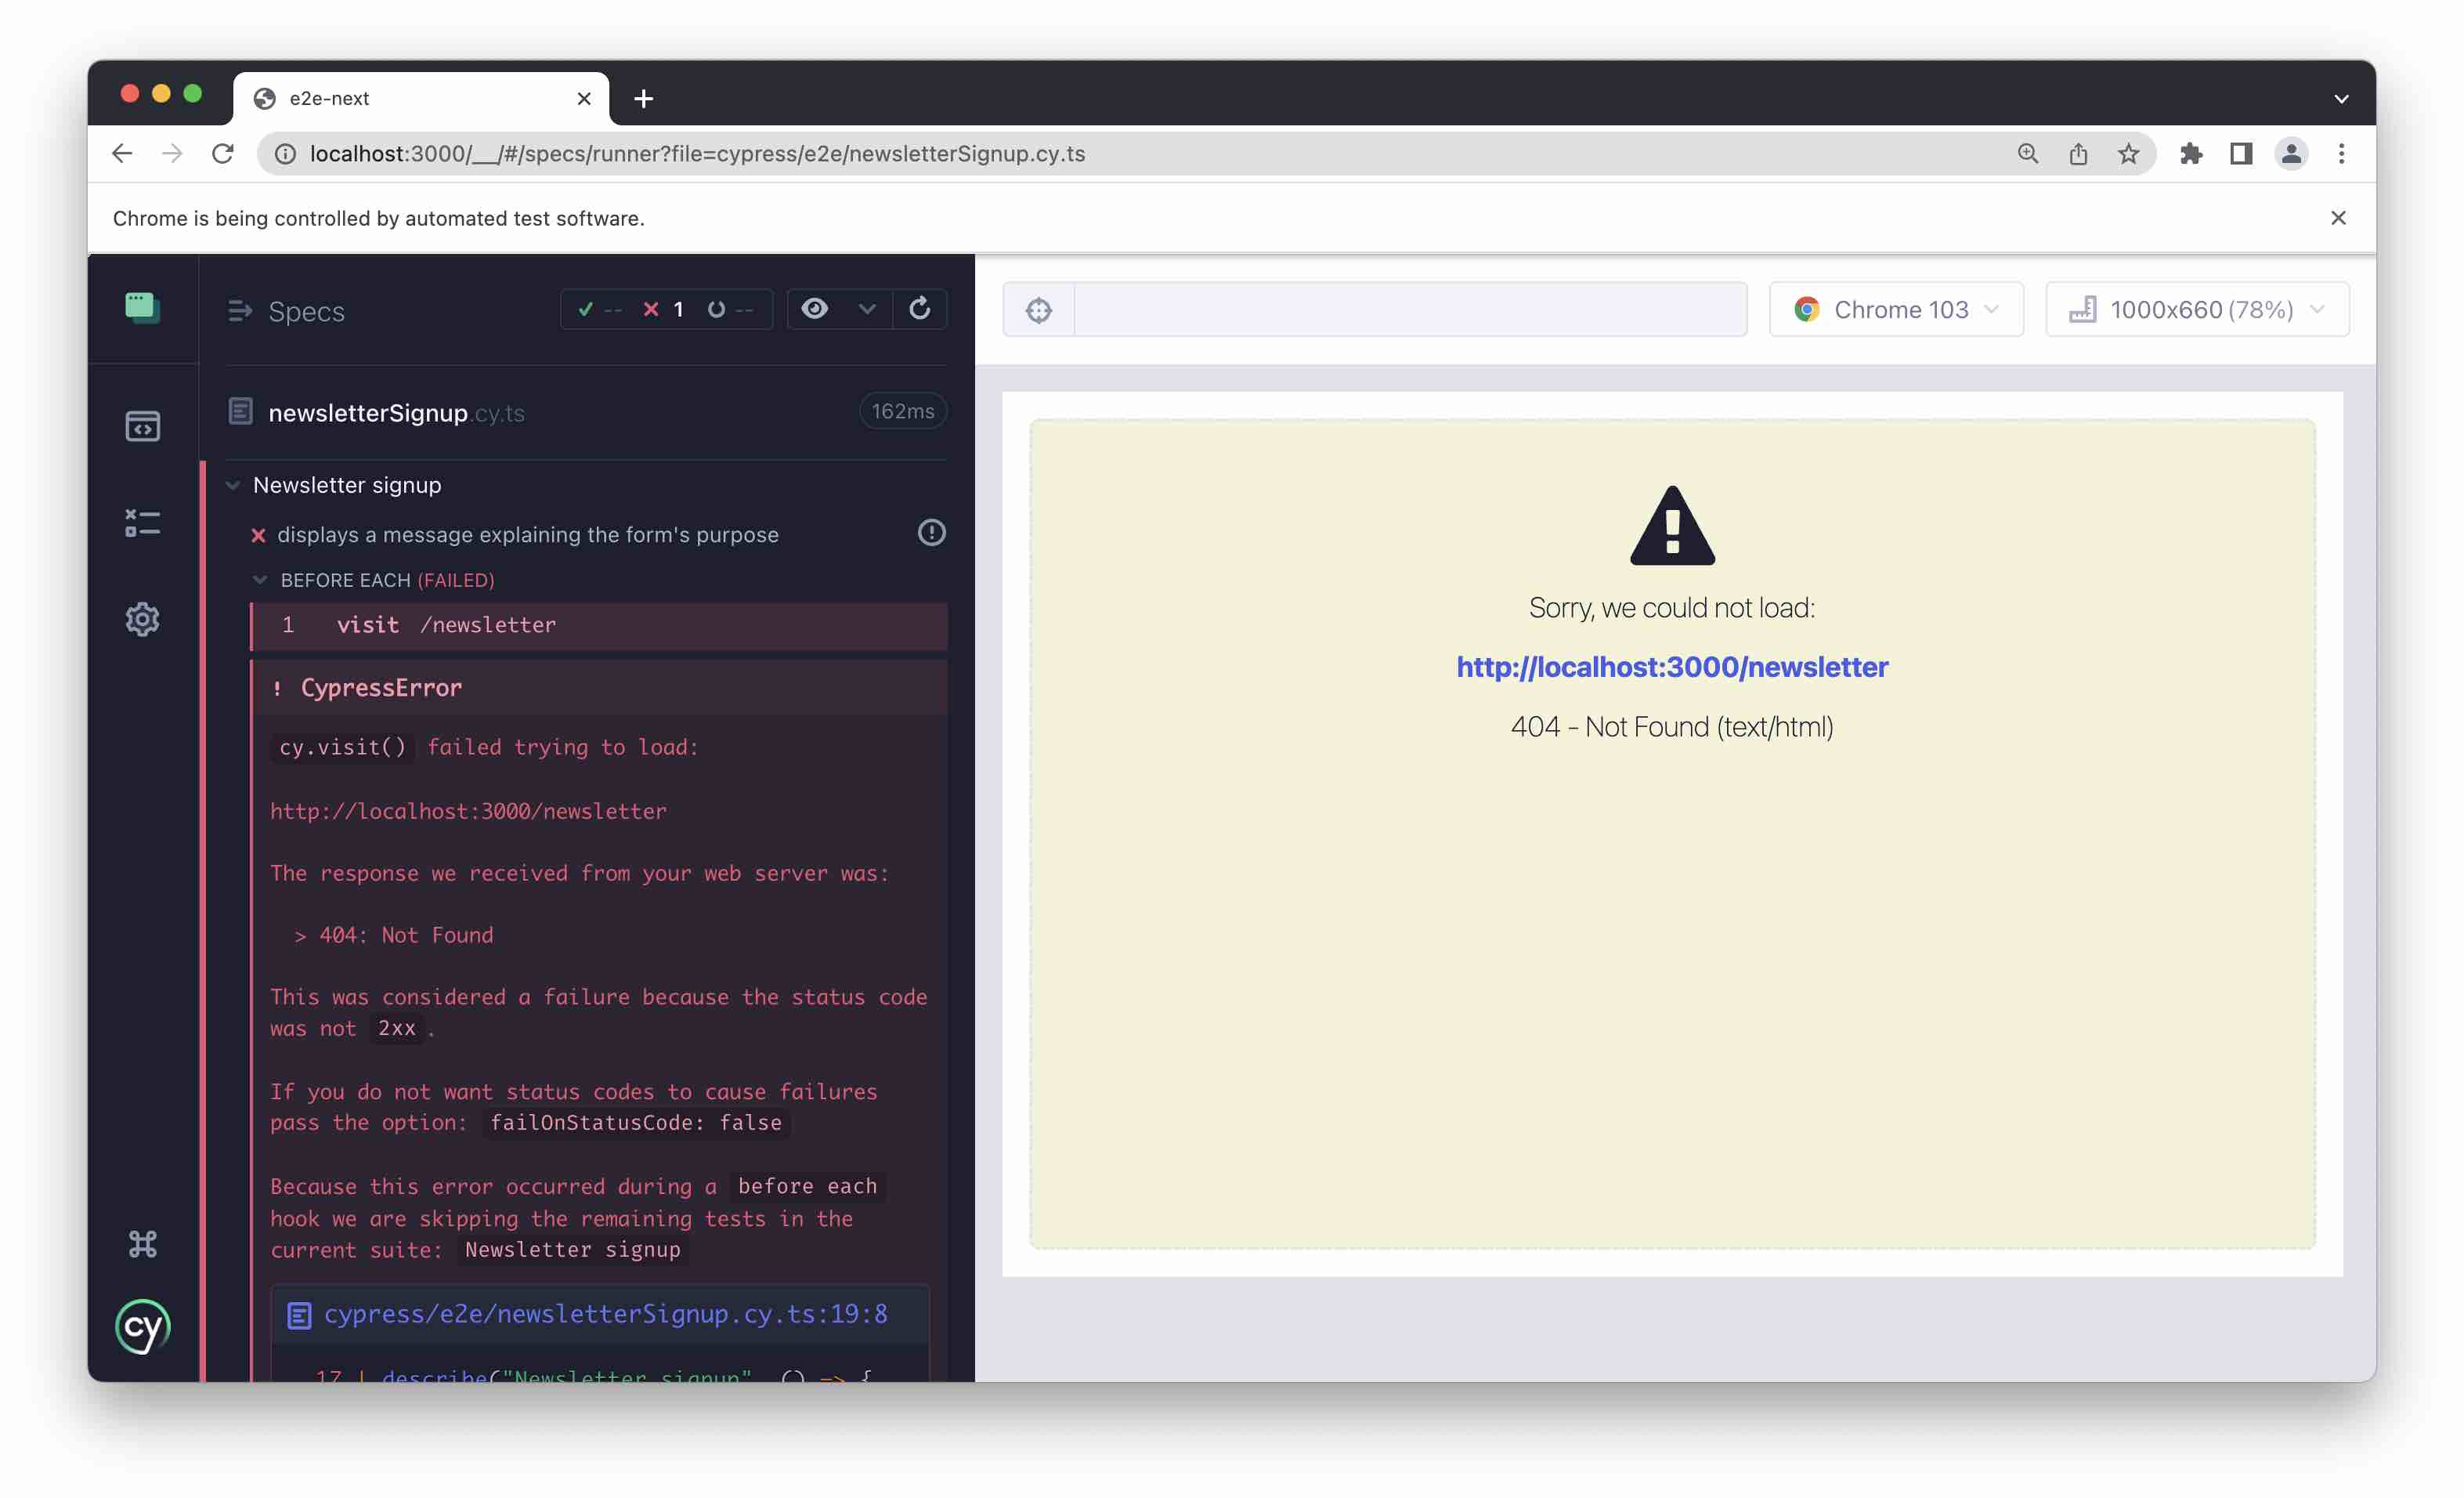 e2e-next
localhost:3000/__/#/specs/runner?file=cypress/e2e/newsletterSignup.cy.ts
Chrome is being controlled by automated test software.
Specs
-- 1 --
newsletterSignup.cy.ts
162ms
Newsletter signup
displays a message explaining the form's purpose
BEFORE EACH (FAILED)
1 visit /newsletter
! CypressError
cy.visit() failed trying to load:
http://localhost:3000/newsletter
The response we received from your web server was:
> 404: Not Found
This was considered a failure because the status code
was not 2xx.
If you do not want status codes to cause failures
pass the option: failOnStatusCode: false
Because this error occurred during a before each
hook we are skipping the remaining tests in the
current suite: Newsletter signup
cypress/e2e/newsletterSignup.cy.ts:19:8
17 | describe("Newsletter signup", () => {
cy
Chrome 103
1000x660 (78%)
Sorry, we could not load:
http://localhost:3000/newsletter
404 - Not Found (text/html)